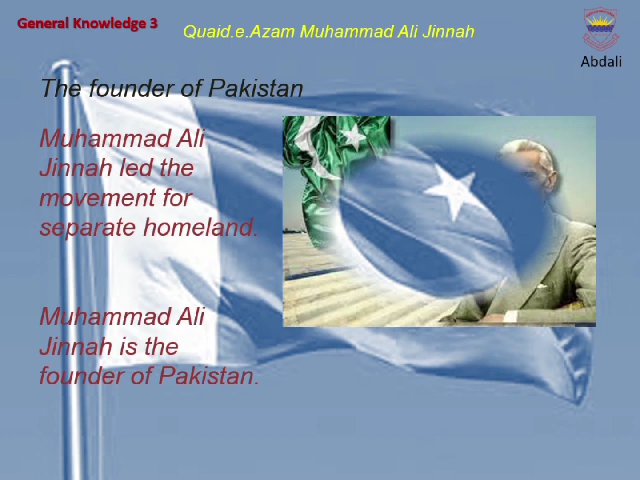 General Knowledge 3
Quaid.e.Azam Muhammad Ali Jinnah
Abdali
The founder of Pakistan
Muhammad Ali
Jinnah led the
movement for
separate homeland.
Muhammad Ali
Jinnah is the
founder of Pakistan.